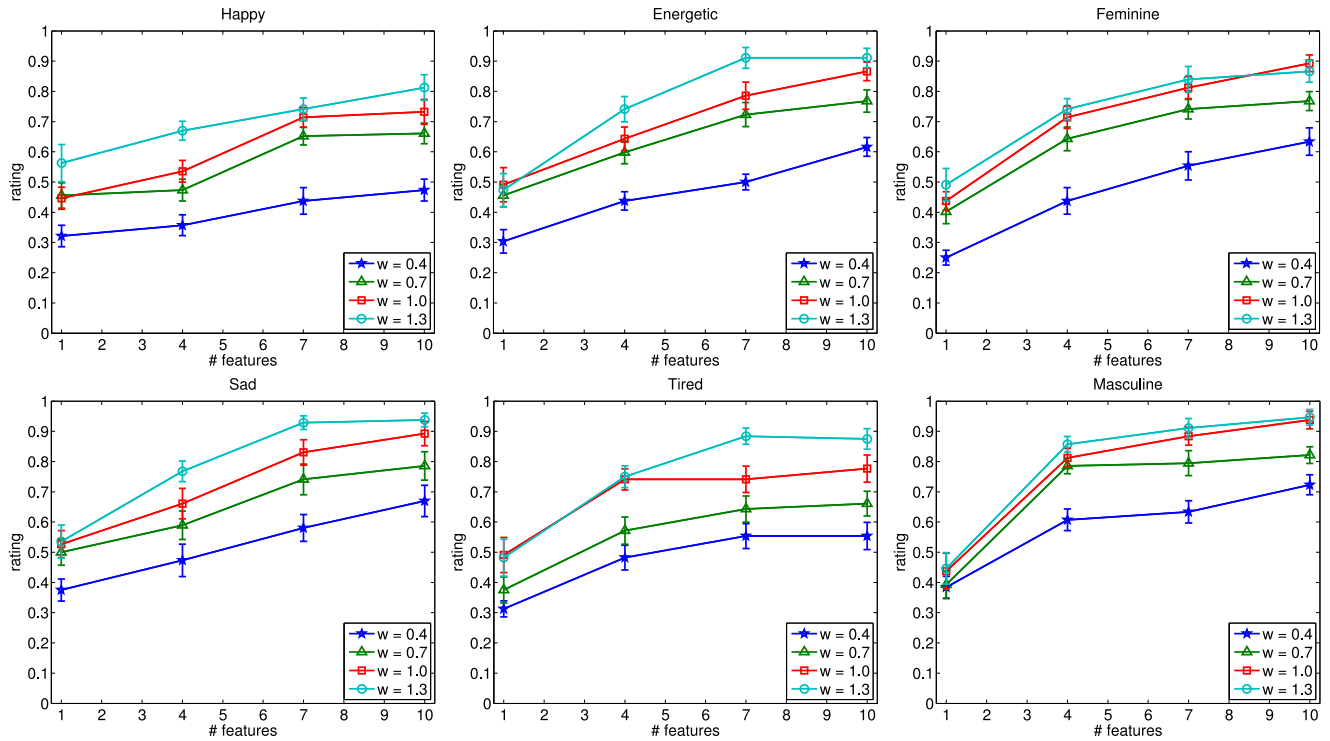 Happy
rating
1
0.9
0.8
0.7
0.6
0.5
0.4
0.3
0.2
0.1
0
1 2 3 4 5 6 7 8 9 10
# features
w = 0.4
w = 0.7
w = 1.0
w = 1.3
Energetic
rating
1
0.9
0.8
0.7
0.6
0.5
0.4
0.3
0.2
0.1
0
1 2 3 4 5 6 7 8 9 10
# features
w = 0.4
w = 0.7
w = 1.0
w = 1.3
Feminine
rating
1
0.9
0.8
0.7
0.6
0.5
0.4
0.3
0.2
0.1
0
1 2 3 4 5 6 7 8 9 10
# features
w = 0.4
w = 0.7
w = 1.0
w = 1.3
Sad
rating
1
0.9
0.8
0.7
0.6
0.5
0.4
0.3
0.2
0.1
0
1 2 3 4 5 6 7 8 9 10
# features
w = 0.4
w = 0.7
w = 1.0
w = 1.3
Tired
rating
1
0.9
0.8
0.7
0.6
0.5
0.4
0.3
0.2
0.1
0
1 2 3 4 5 6 7 8 9 10
# features
w = 0.4
w = 0.7
w = 1.0
w = 1.3
Masculine
rating
1
0.9
0.8
0.7
0.6
0.5
0.4
0.3
0.2
0.1
0
1 2 3 4 5 6 7 8 9 10
# features
w = 0.4
w = 0.7
w = 1.0
w = 1.3